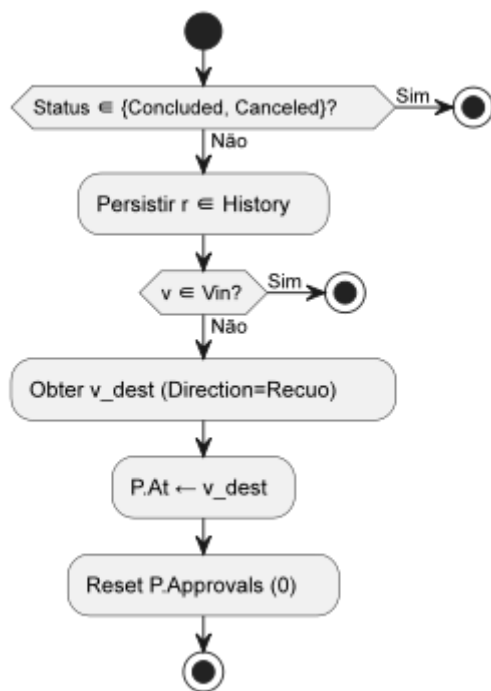 Status ∈ {Concluded, Canceled}?
Sim
Não
Persistir r ∈ History
v ∈ Vin?
Sim
Não
Obter v_dest (Direction=Recuo)
P.At ← v_dest
Reset P.Approvals (0)